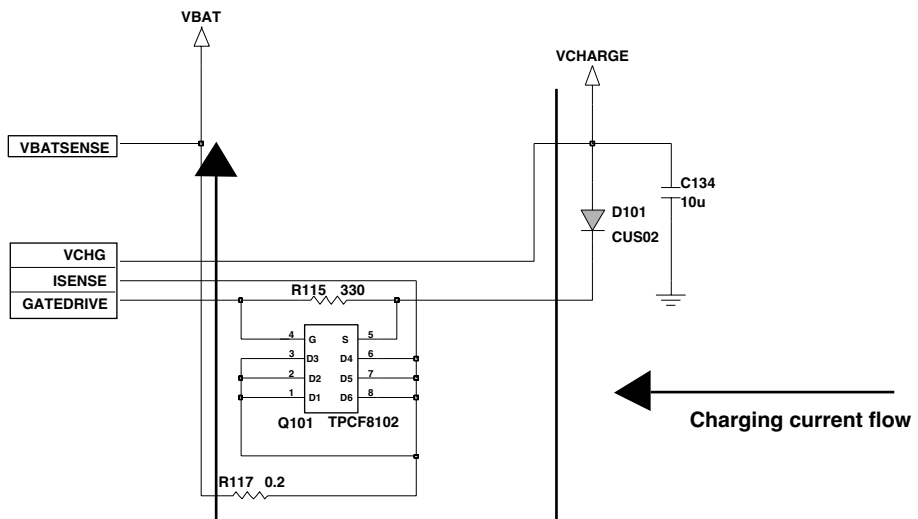 VBAT
VCHARGE
VBATSENSE
C134
10u
D101
CUS02
VCHG
ISENSE
GATEDRIVE
R115 330
4 G S 5
3 D3 D4 6
2 D2 D5 7
1 D1 D6 8
Q101 TPCF8102
Charging current flow
R117 0.2